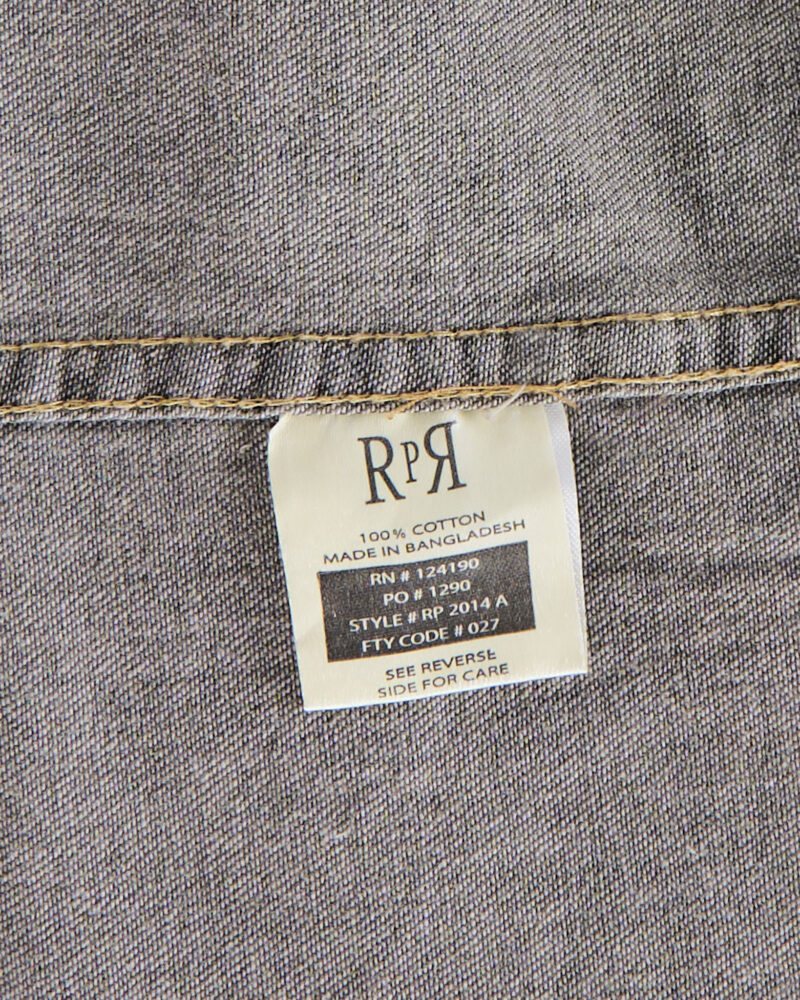 RPR
100% COTTON
MADE IN BANGLADESH
RN # 124190
PO # 1290
STYLE # RP 2014 A
FTY CODE # 027
SEE REVERSE
SIDE FOR CARE